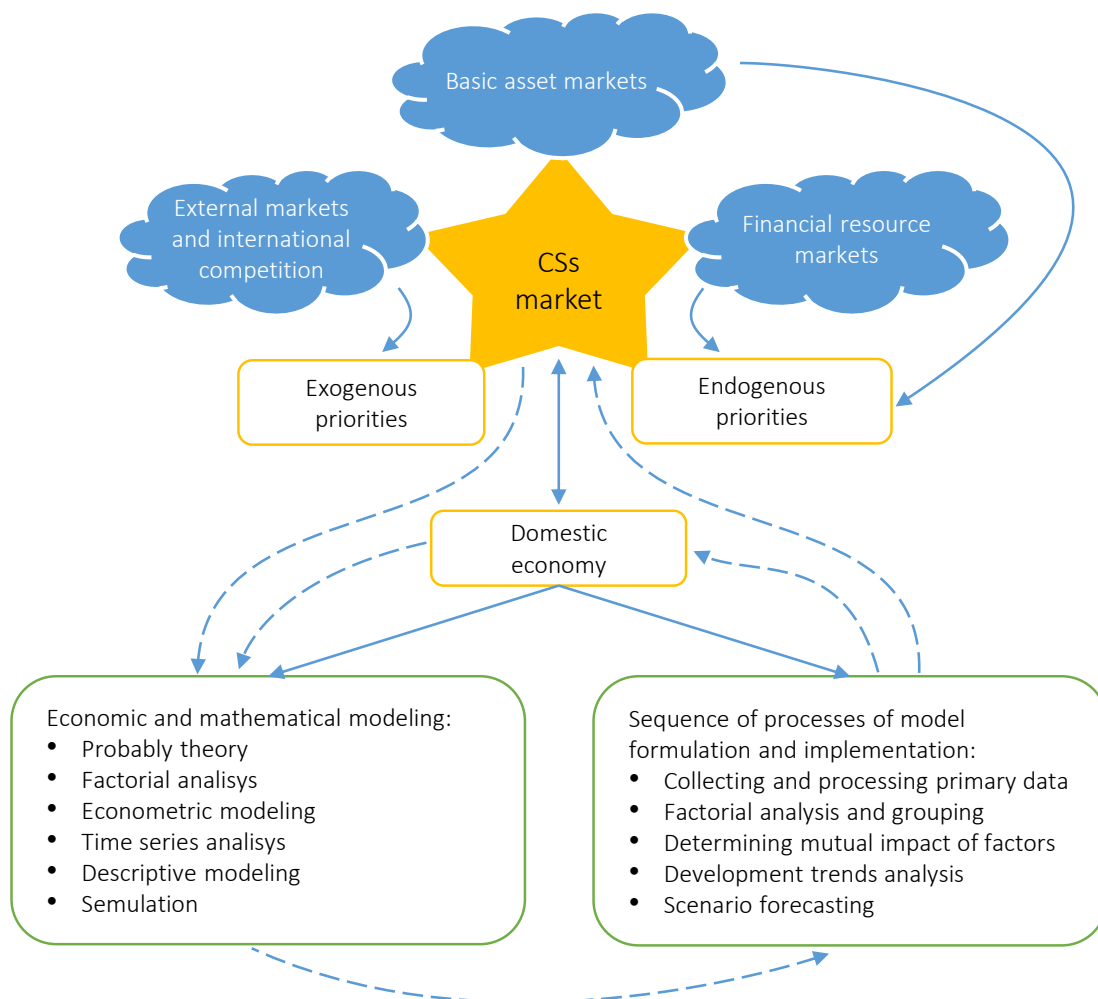 Basic asset markets
External markets
and international
competition
Financial resource
markets
CSs
market
Exogenous
priorities
Endogenous
priorities
Domestic
economy
Economic and mathematical modeling:
• Probably theory
• Factorial analisys
• Econometric modeling
• Time series analisys
• Descriptive modeling
• Semulation
Sequence of processes of model
formulation and implementation:
• Collecting and processing primary data
• Factorial analysis and grouping
• Determining mutual impact of factors
• Development trends analysis
• Scenario forecasting